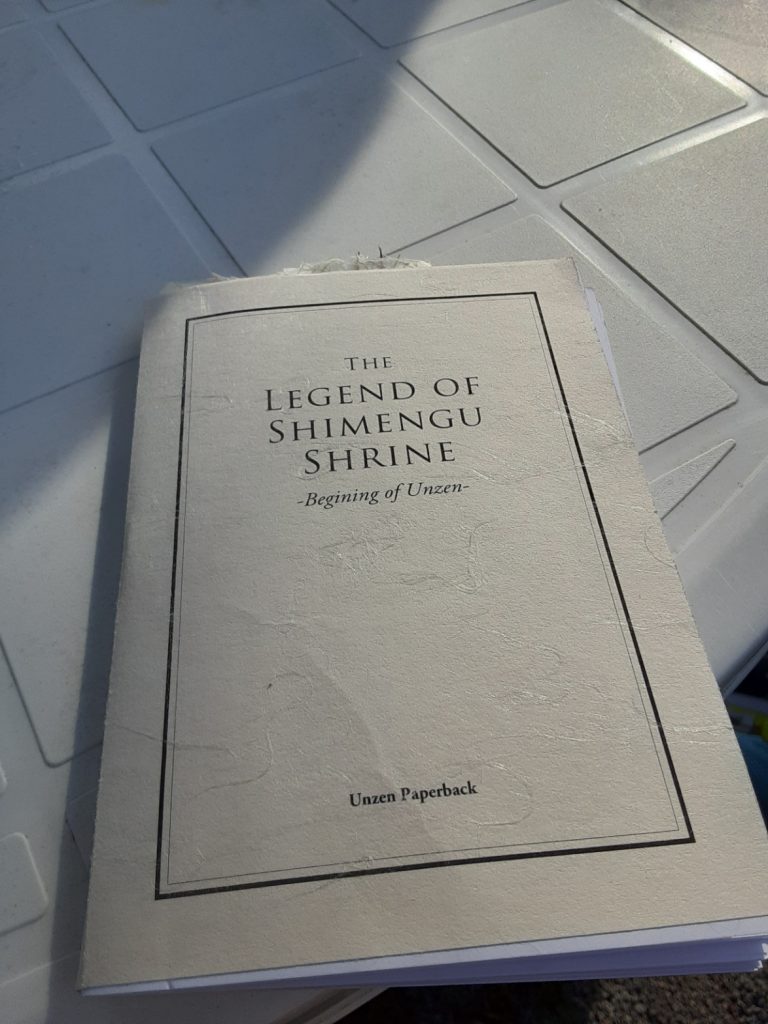 THE
LEGEND OF
SHIMENGU
SHRINE
-Begining of Unzen-
Unzen Paperback